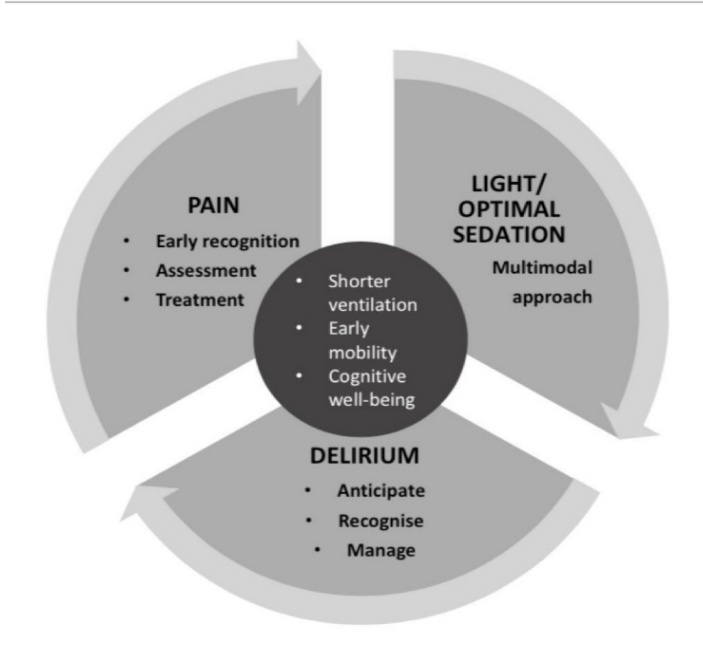 PAIN
• Early recognition
• Assessment
• Treatment
LIGHT/
OPTIMAL
SEDATION
Multimodal
approach
• Shorter
ventilation
• Early
mobility
• Cognitive
well-being
DELIRIUM
• Anticipate
• Recognise
• Manage